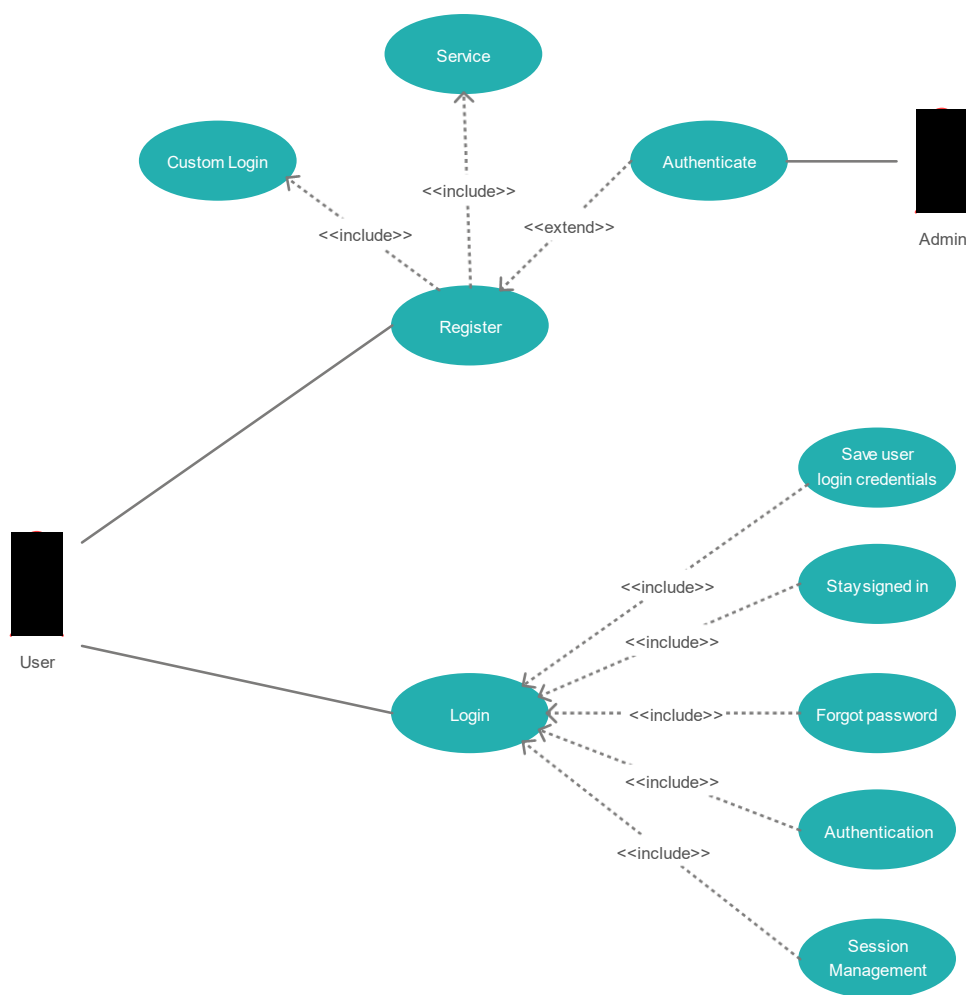 Service
Custom Login
Authenticate
<<include>>
<<include>>
<<extend>>
Admin
Register
Save user
login credentials
<<include>>
Stay signed in
<<include>>
User
Login
<<include>>
Forgot password
<<include>>
Authentication
<<include>>
Session
Management